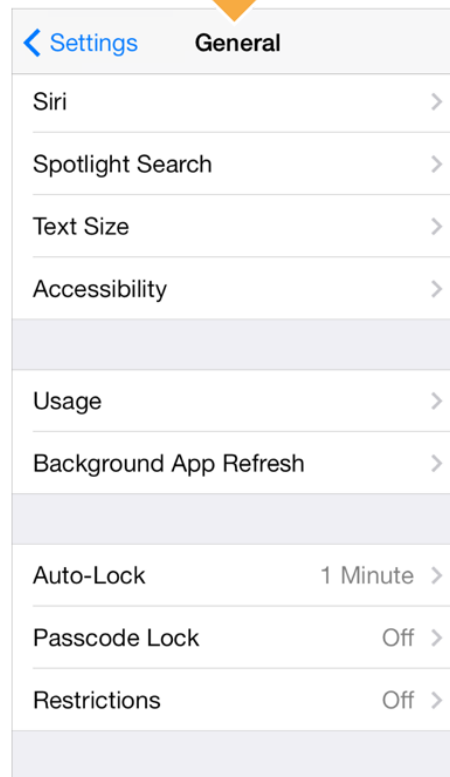 Settings General
Siri
Spotlight Search
Text Size
Accessibility
Usage
Background App Refresh
Auto-Lock 1 Minute
Passcode Lock Off
Restrictions Off